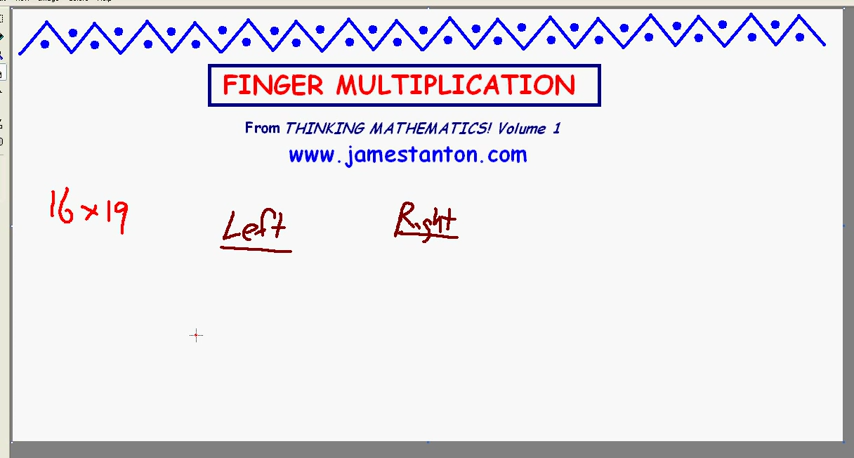 FINGER MULTIPLICATION
From THINKING MATHEMATICS! Volume 1
www.jamestanton.com
16 × 19
Left
Right